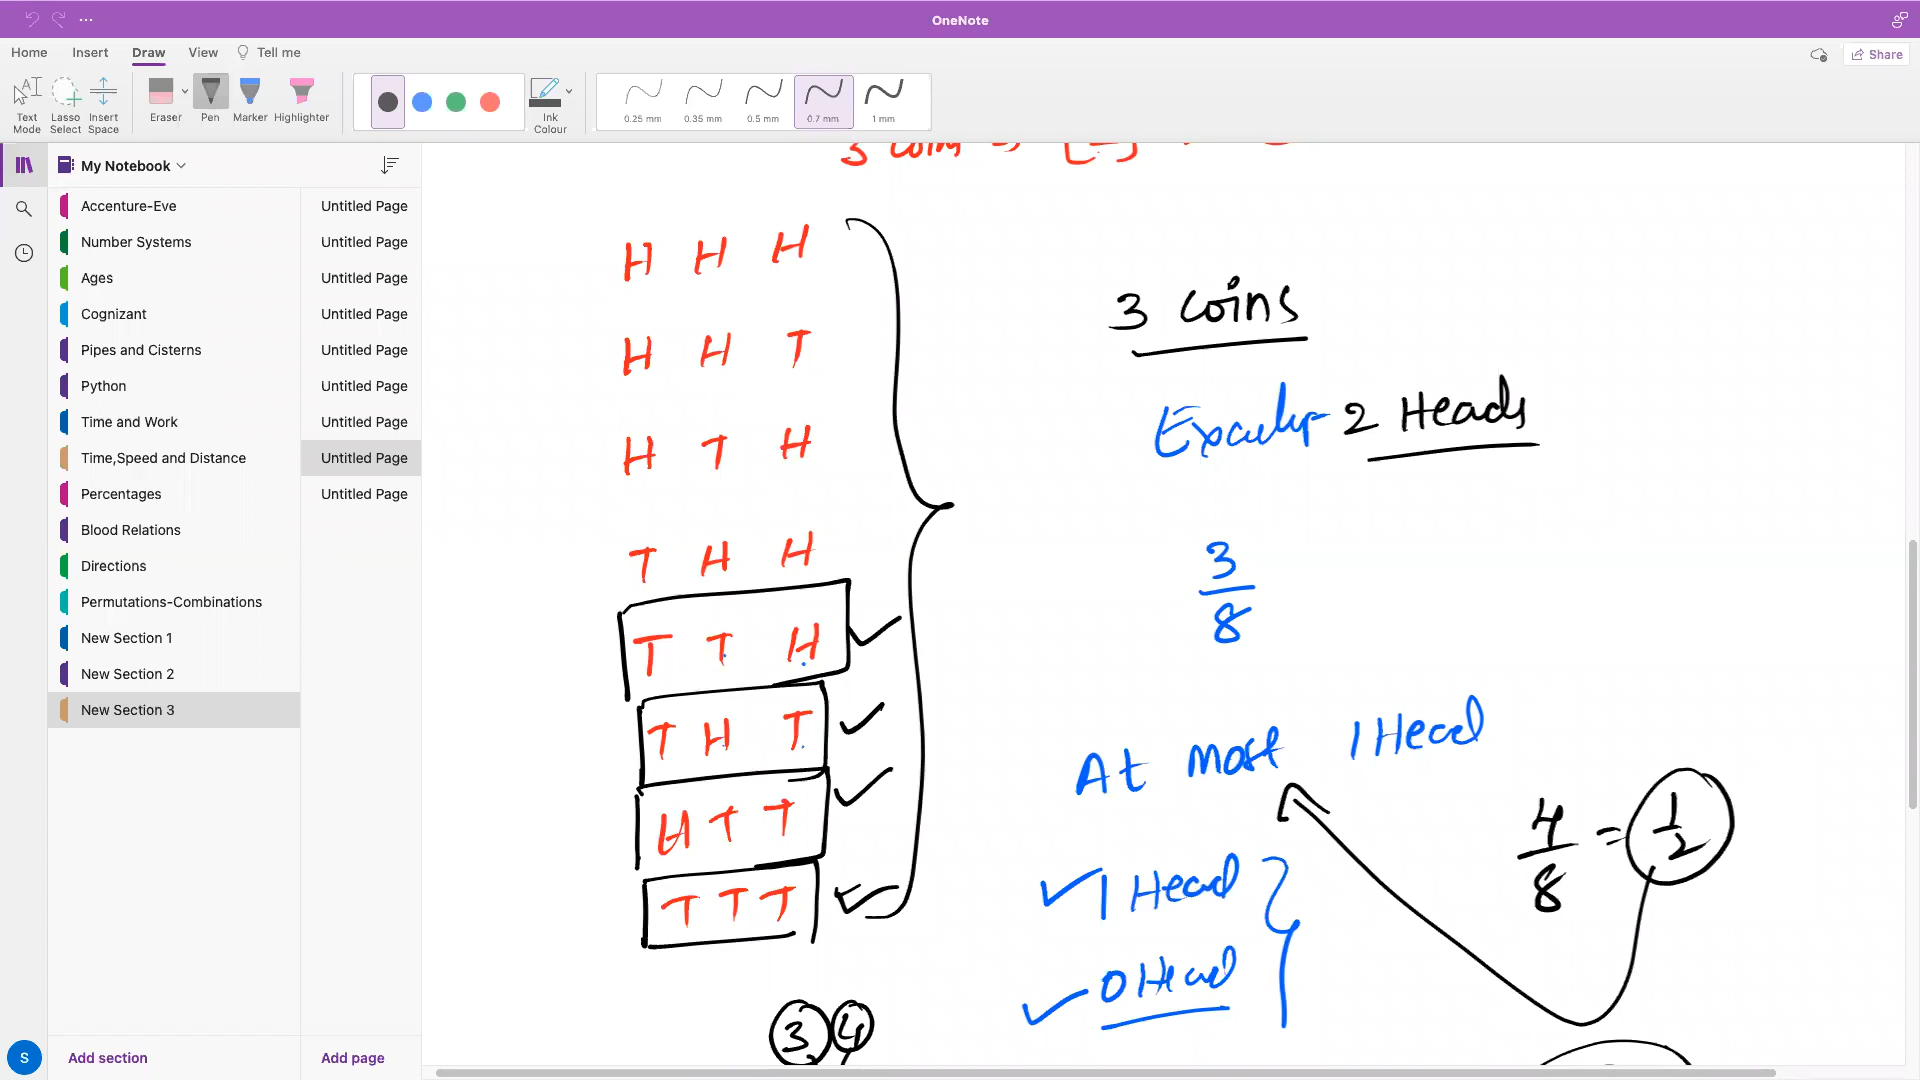 OneNote
Home Insert Draw View Tell me
Share
Text Mode
Lasso Select
Insert Space
Eraser
Pen
Marker
Highlighter
Ink Colour
0.25 mm
0.35 mm
0.5 mm
0.7 mm
1 mm
My Notebook
Accenture-Eve
Number Systems
Ages
Cognizant
Pipes and Cisterns
Python
Time and Work
Time,Speed and Distance
Percentages
Blood Relations
Directions
Permutations-Combinations
New Section 1
New Section 2
New Section 3
Add section
S
Untitled Page
Untitled Page
Untitled Page
Untitled Page
Untitled Page
Untitled Page
Untitled Page
Untitled Page
Untitled Page
Add page
3 coins
H H H
H H T
H T H
T H H
T T H
T H T
H T T
T T T
3 4
3 coins
Exactly 2 Heads
3
8
At most 1 Head
1 Head
0 Head
4/8 = 1/2